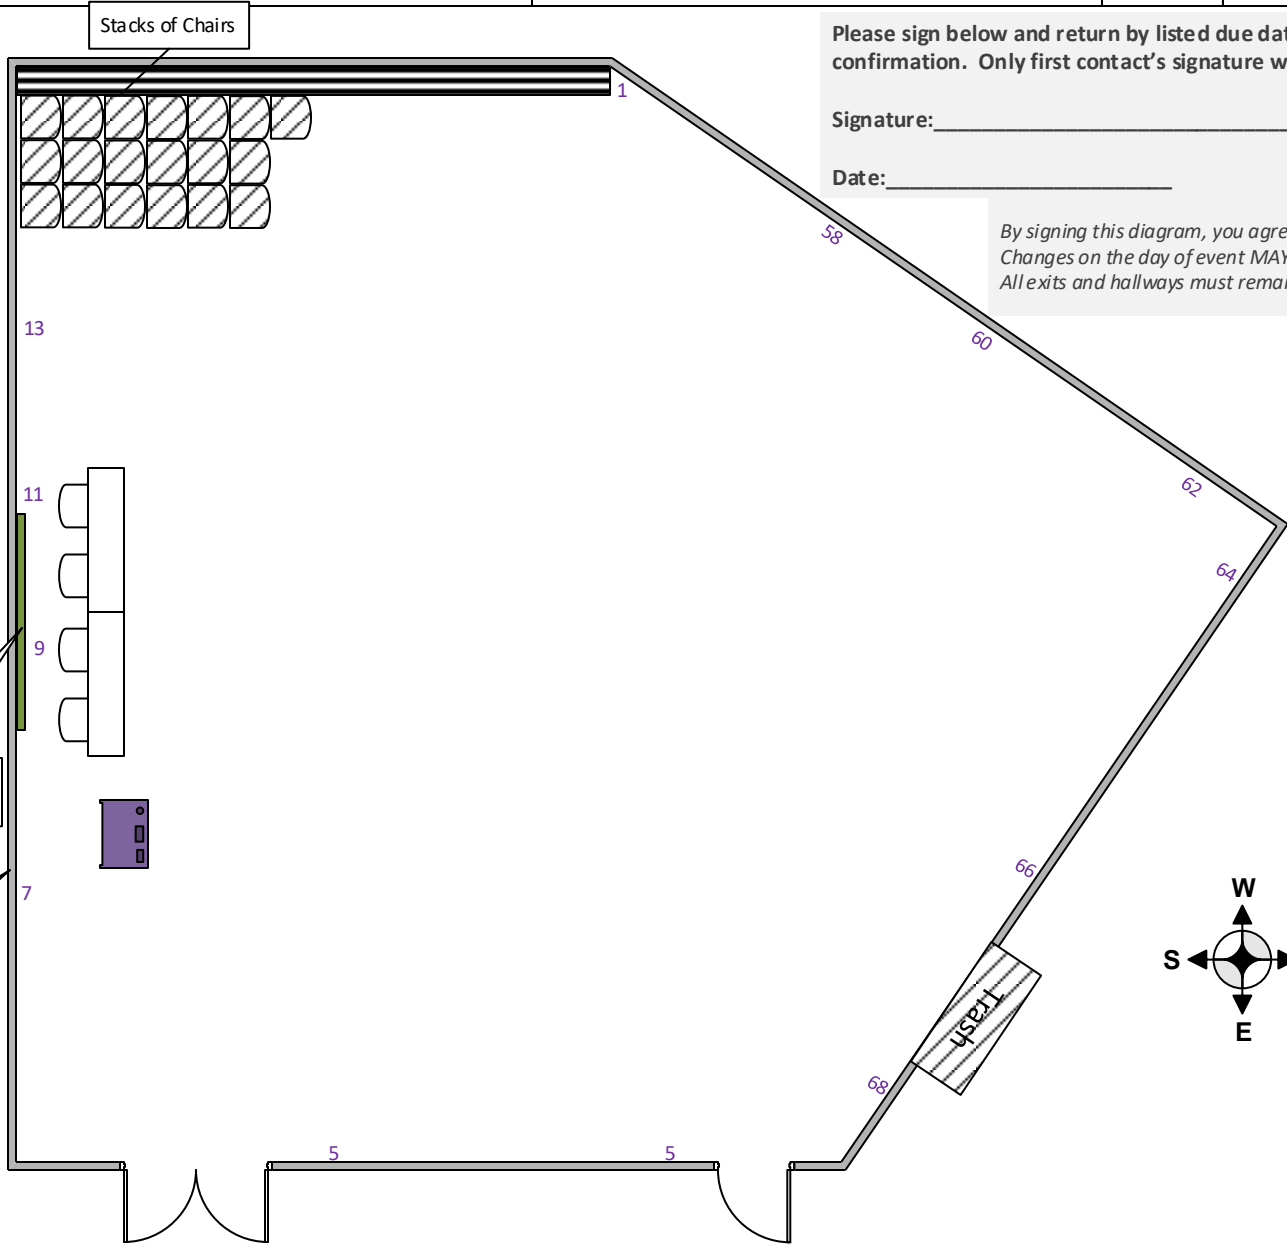 Stacks of Chairs
Please sign below and return by listed due dat
confirmation. Only first contact's signature w
Signature:______________________________
Date:________________________
By signing this diagram, you agre
Changes on the day of event MAY
All exits and hallways must remai
1
58
60
62
64
66
68
13
11
9
7
5
5
Trash
W
S
E